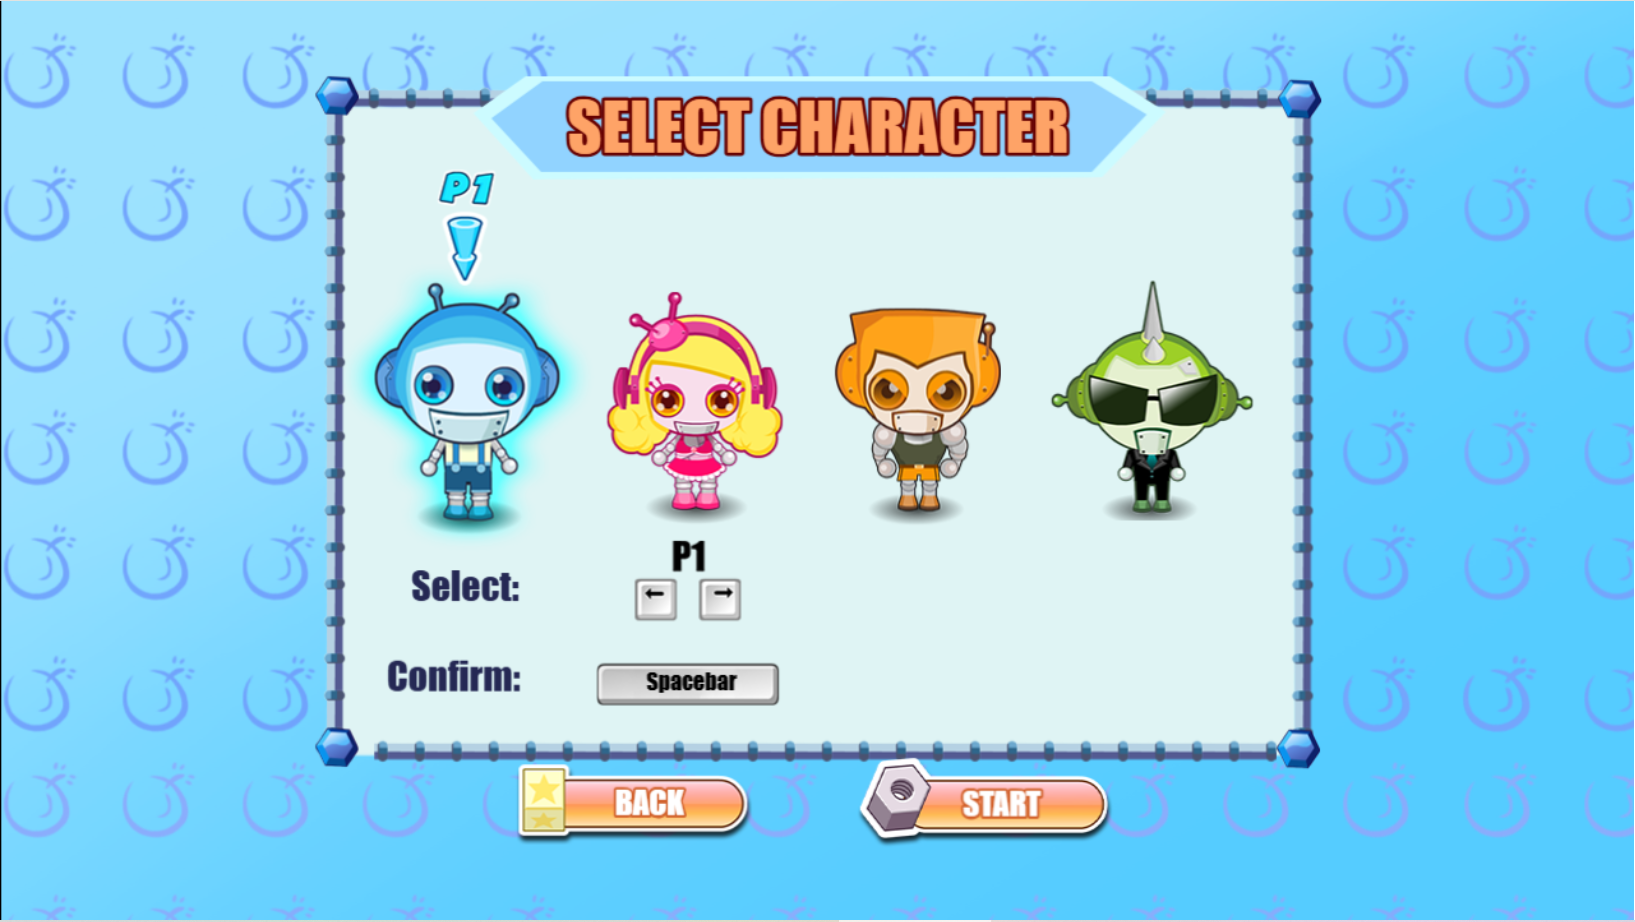 SELECT CHARACTER
P1
P1
Select:
← →
Confirm:
Spacebar
BACK
START